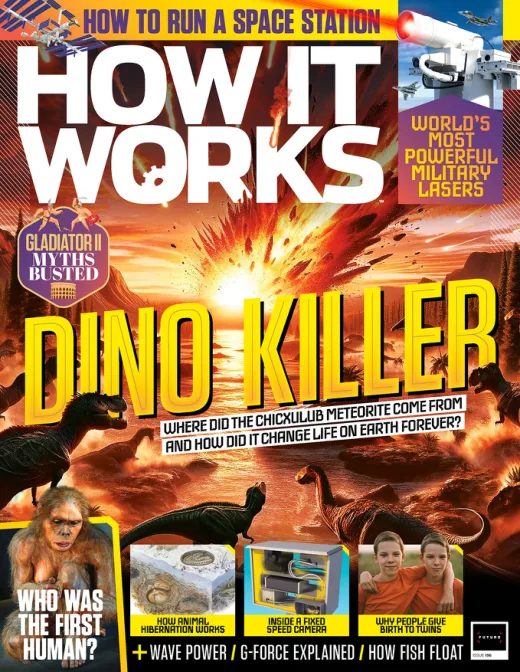 HOW TO RUN A SPACE STATION
HOW IT
WORKS
WORLD'S
MOST
POWERFUL
MILITARY
LASERS
GLADIATOR II
MYTHS
BUSTED
DINO KILLER
WHERE DID THE CHICXULUB METEORITE COME FROM
AND HOW DID IT CHANGE LIFE ON EARTH FOREVER?
WHO WAS
THE FIRST
HUMAN?
HOW ANIMAL
HIBERNATION WORKS
INSIDE A FIXED
SPEED CAMERA
WHY PEOPLE GIVE
BIRTH TO TWINS
+ WAVE POWER / G-FORCE EXPLAINED / HOW FISH FLOAT
FUTURE
ISSUE 196